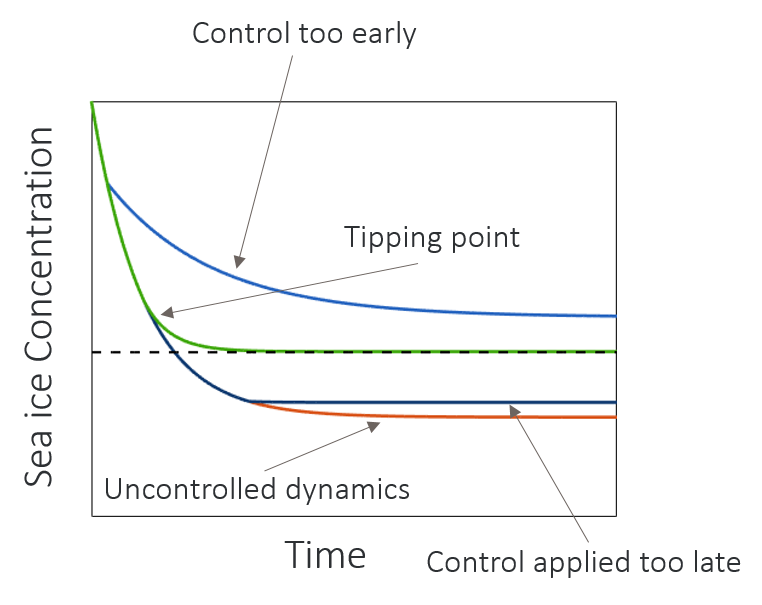 Control too early
Tipping point
Sea ice Concentration
Uncontrolled dynamics
Time
Control applied too late